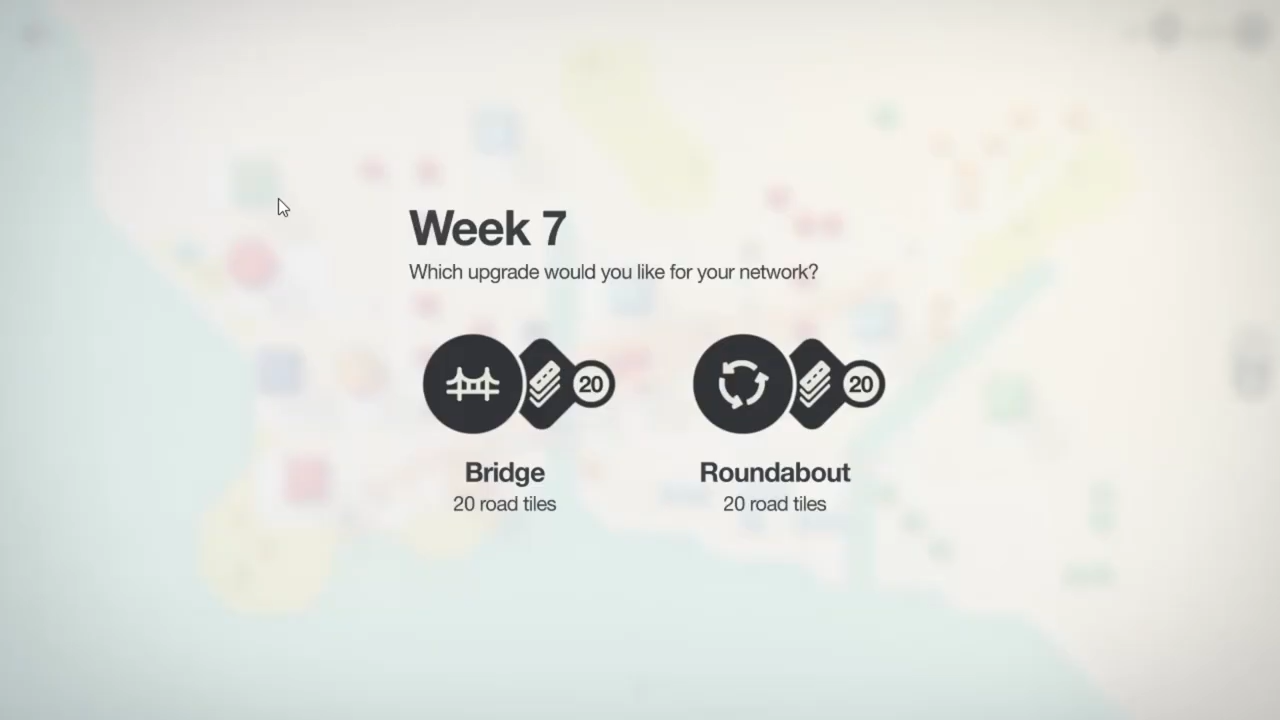 Week 7
Which upgrade would you like for your network?
20
20
Bridge
Roundabout
20 road tiles
20 road tiles